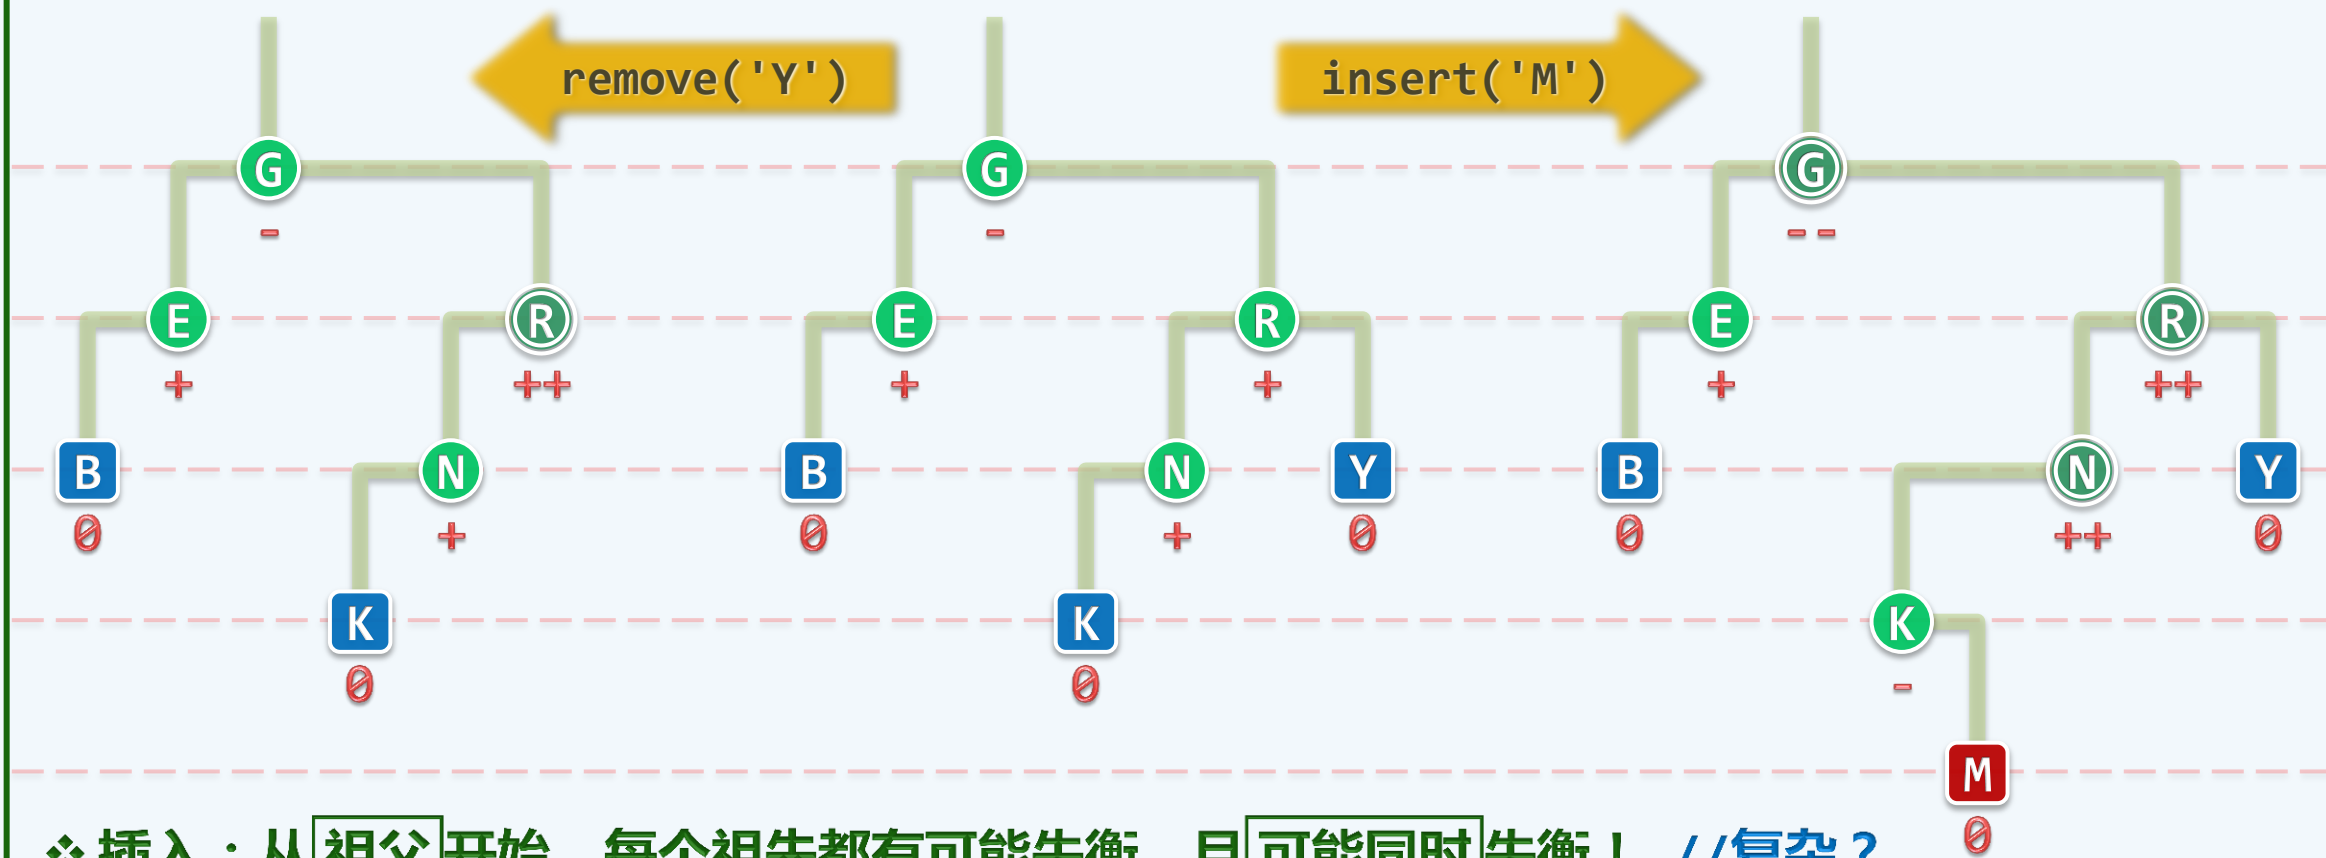 remove('Y') insert('M')
G G G
- - --
E R E R E R
+ ++ + + + ++
B N B N Y B N Y
0 + 0 + 0 0 ++ 0
K K K
0 0 -
M
0
※ 插入：从祖父开始，每个祖先都有可能失衡，且可能同时失衡！ //复杂？